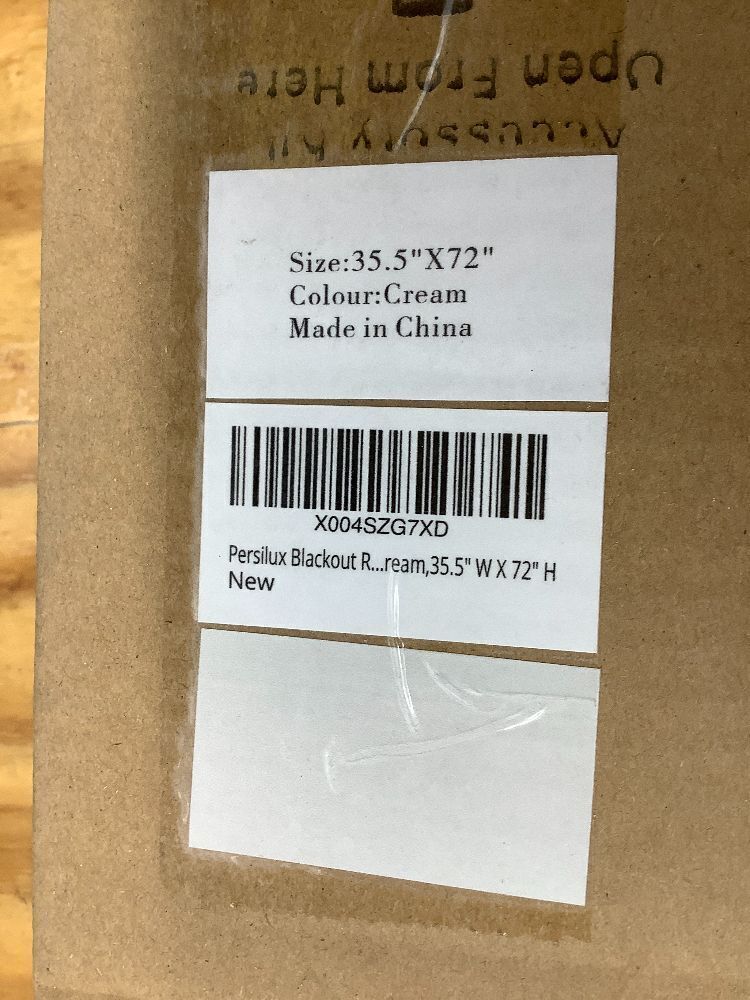 Open From Here
Size:35.5"X72"
Colour:Cream
Made in China
X004SZG7XD
Persilux Blackout R...ream,35.5" W X 72" H
New